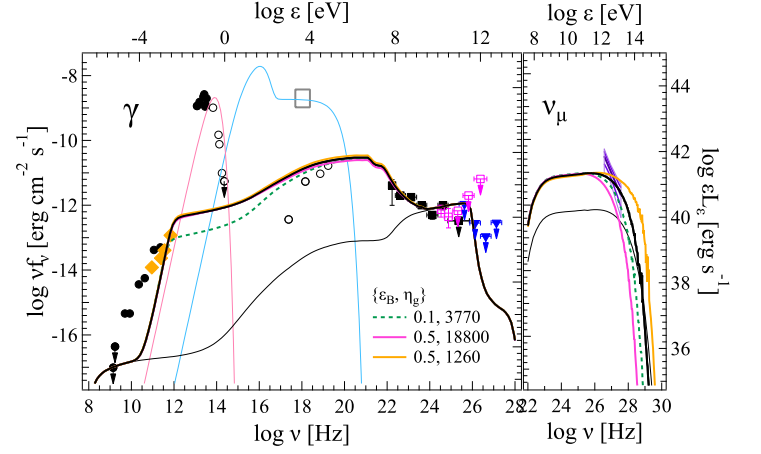 log ε [eV]
log ε [eV]
-4 0 4 8 12
8 10 12 14
-8
-10
-12
-14
-16
γ
ν_μ
44
42
40
38
36
log νf_ν [erg cm^-2 s^-1]
log εL_ε [erg s^-1]
{ε_B, η_g}
0.1, 3770
0.5, 18800
0.5, 1260
8 10 12 14 16 18 20 22 24 26 28
22 24 26 28 30
log ν [Hz]
log ν [Hz]